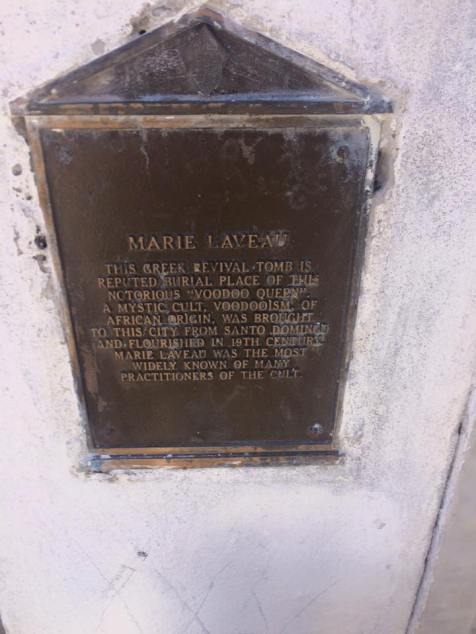 MARIE LAVEAU
THIS GREEK REVIVAL TOMB IS
REPUTED BURIAL PLACE OF THIS
NOTORIOUS "VOODOO QUEEN".
A MYSTIC CULT, VOODOOISM, OF
AFRICAN ORIGIN, WAS BROUGHT
TO THIS CITY FROM SANTO DOMINGO
AND FLOURISHED IN 19TH CENTURY.
MARIE LAVEAU WAS THE MOST
WIDELY KNOWN OF MANY
PRACTITIONERS OF THE CULT.